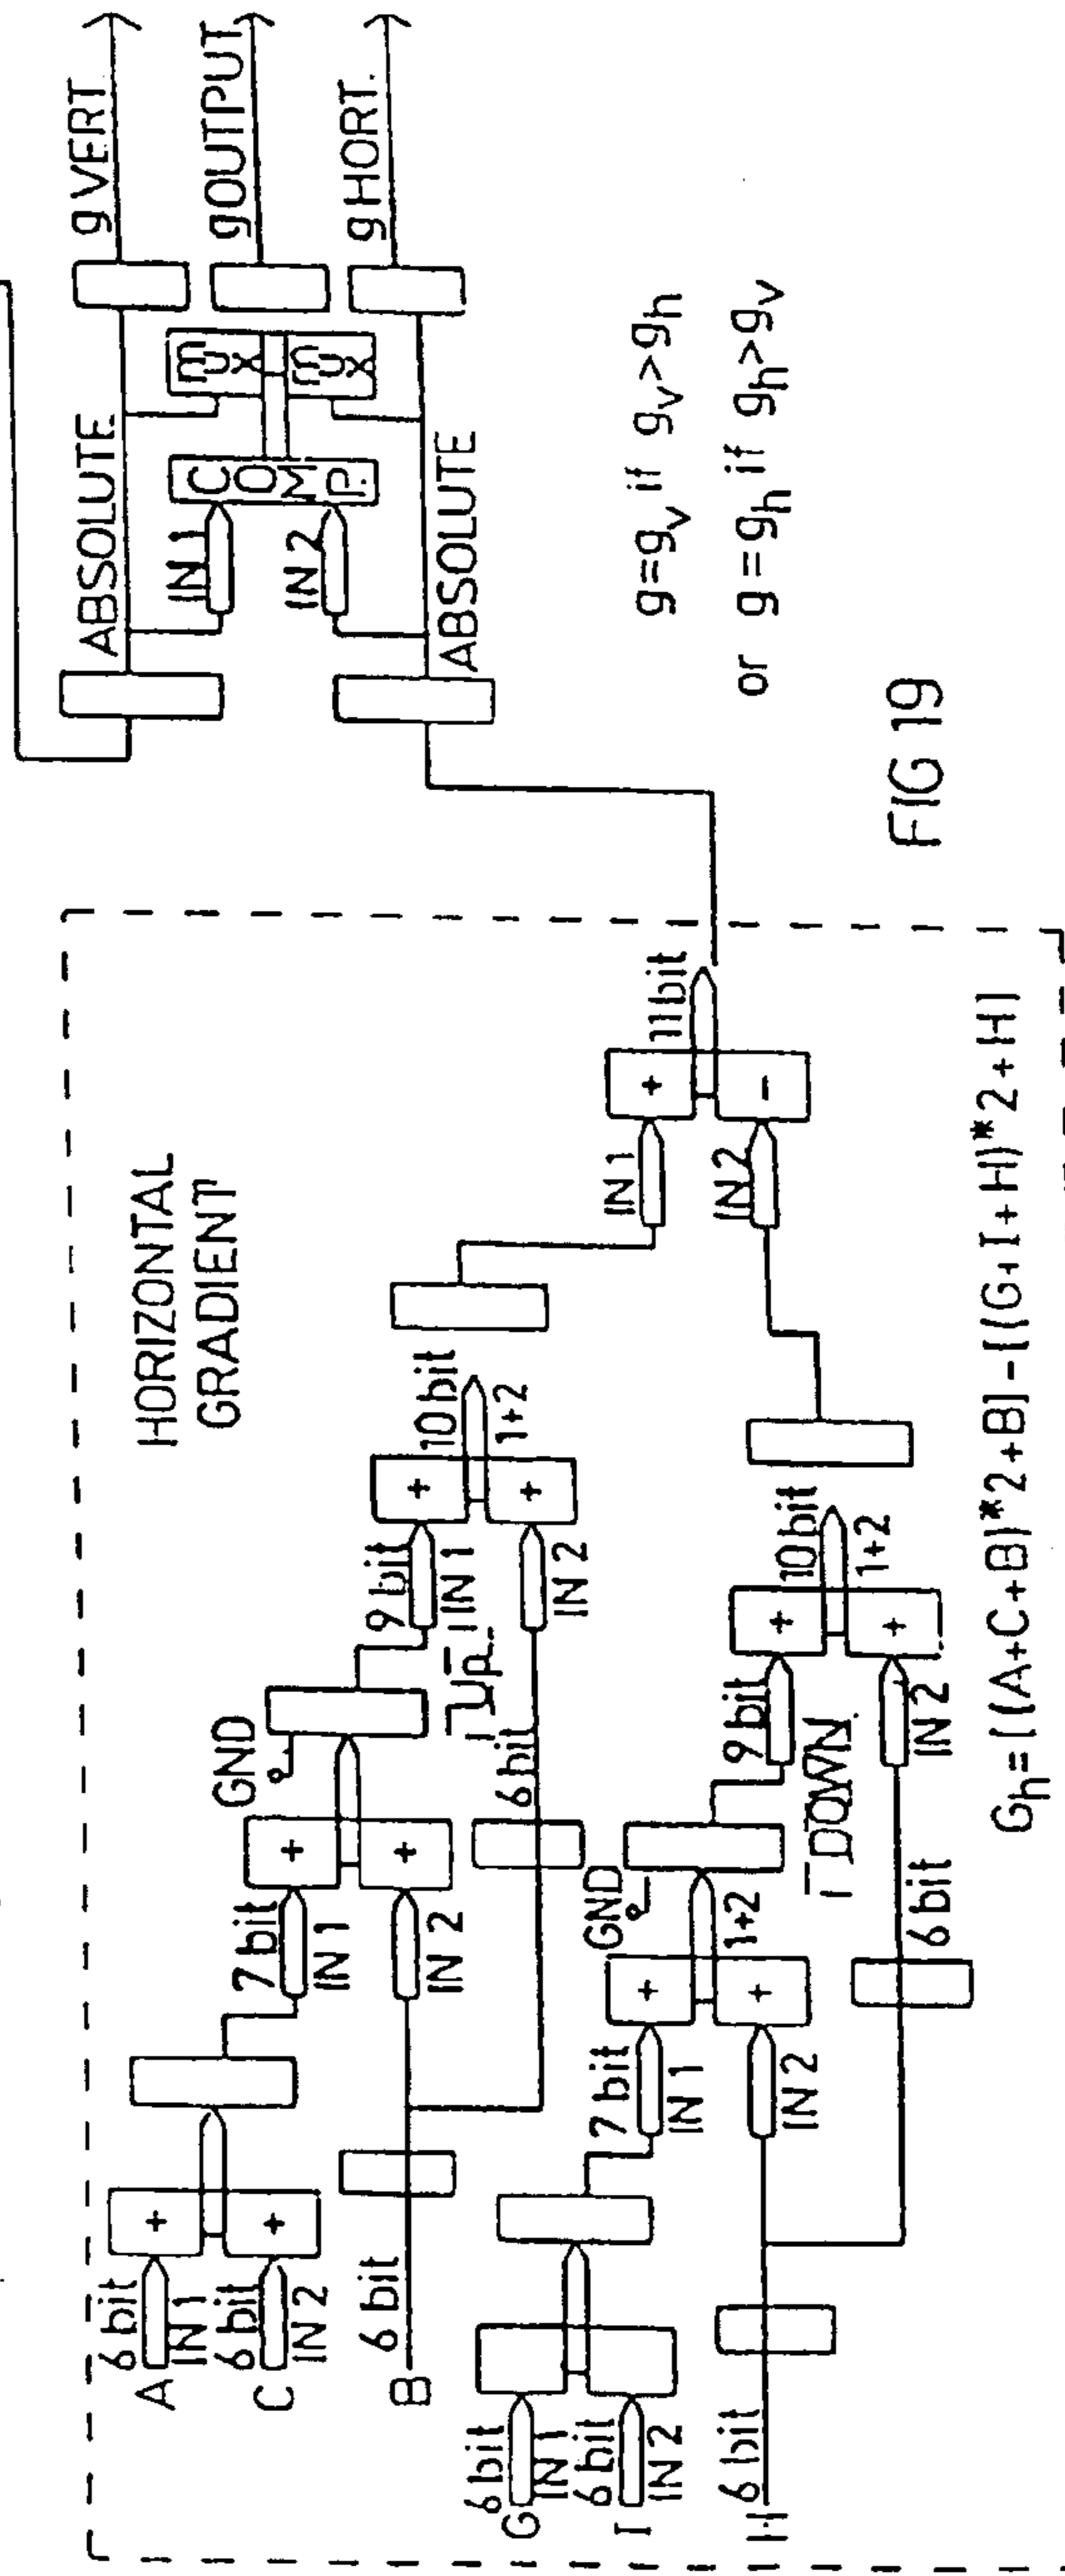 HORIZONTAL
GRADIENT
6 bit
A
IN 1
6 bit
C
IN 2
6 bit
B
7 bit
IN 1
IN 2
GND
9 bit
IN 1
UP
6 bit
IN 2
10 bit
1+2
6 bit
G
IN 1
6 bit
I
IN 2
6 bit
H
7 bit
IN 1
IN 2
GND
1+2
9 bit
DOWN
6 bit
IN 2
10 bit
1+2
IN 1
+
IN 2
-
11bit
Gh=[(A+C+B)*2+B]-[(G+I+H)*2+H]
ABSOLUTE
IN 1
IN 2
COMP.
mux
mux
ABSOLUTE
g VERT.
g OUTPUT
g HORT.
g=gv if gv>gh
or g=gh if gh>gv
FIG 19